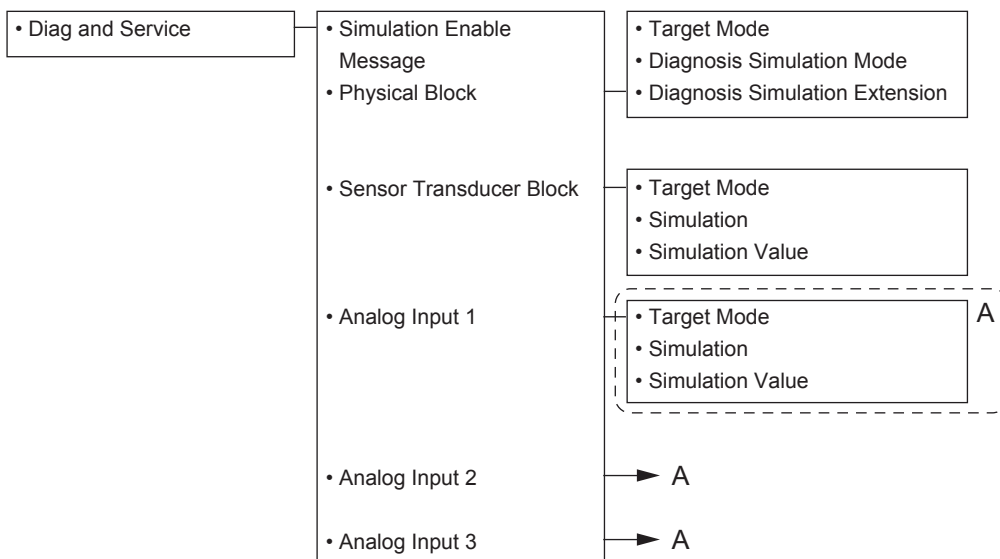 • Diag and Service
• Simulation Enable
Message
• Physical Block
• Target Mode
• Diagnosis Simulation Mode
• Diagnosis Simulation Extension
• Sensor Transducer Block
• Target Mode
• Simulation
• Simulation Value
• Analog Input 1
• Target Mode
• Simulation
• Simulation Value
A
• Analog Input 2
A
• Analog Input 3
A